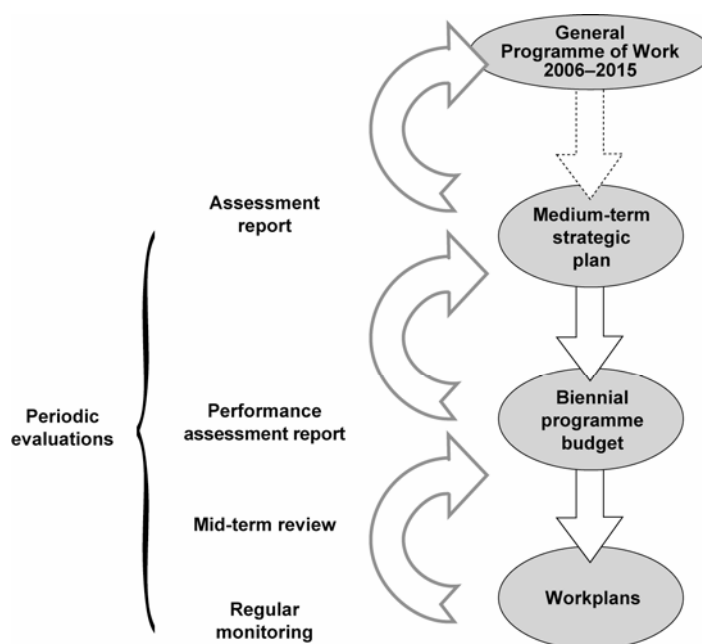 General
Programme of Work
2006–2015
Assessment
report
Medium-term
strategic
plan
Periodic
evaluations
Performance
assessment report
Biennial
programme
budget
Mid-term review
Regular
monitoring
Workplans